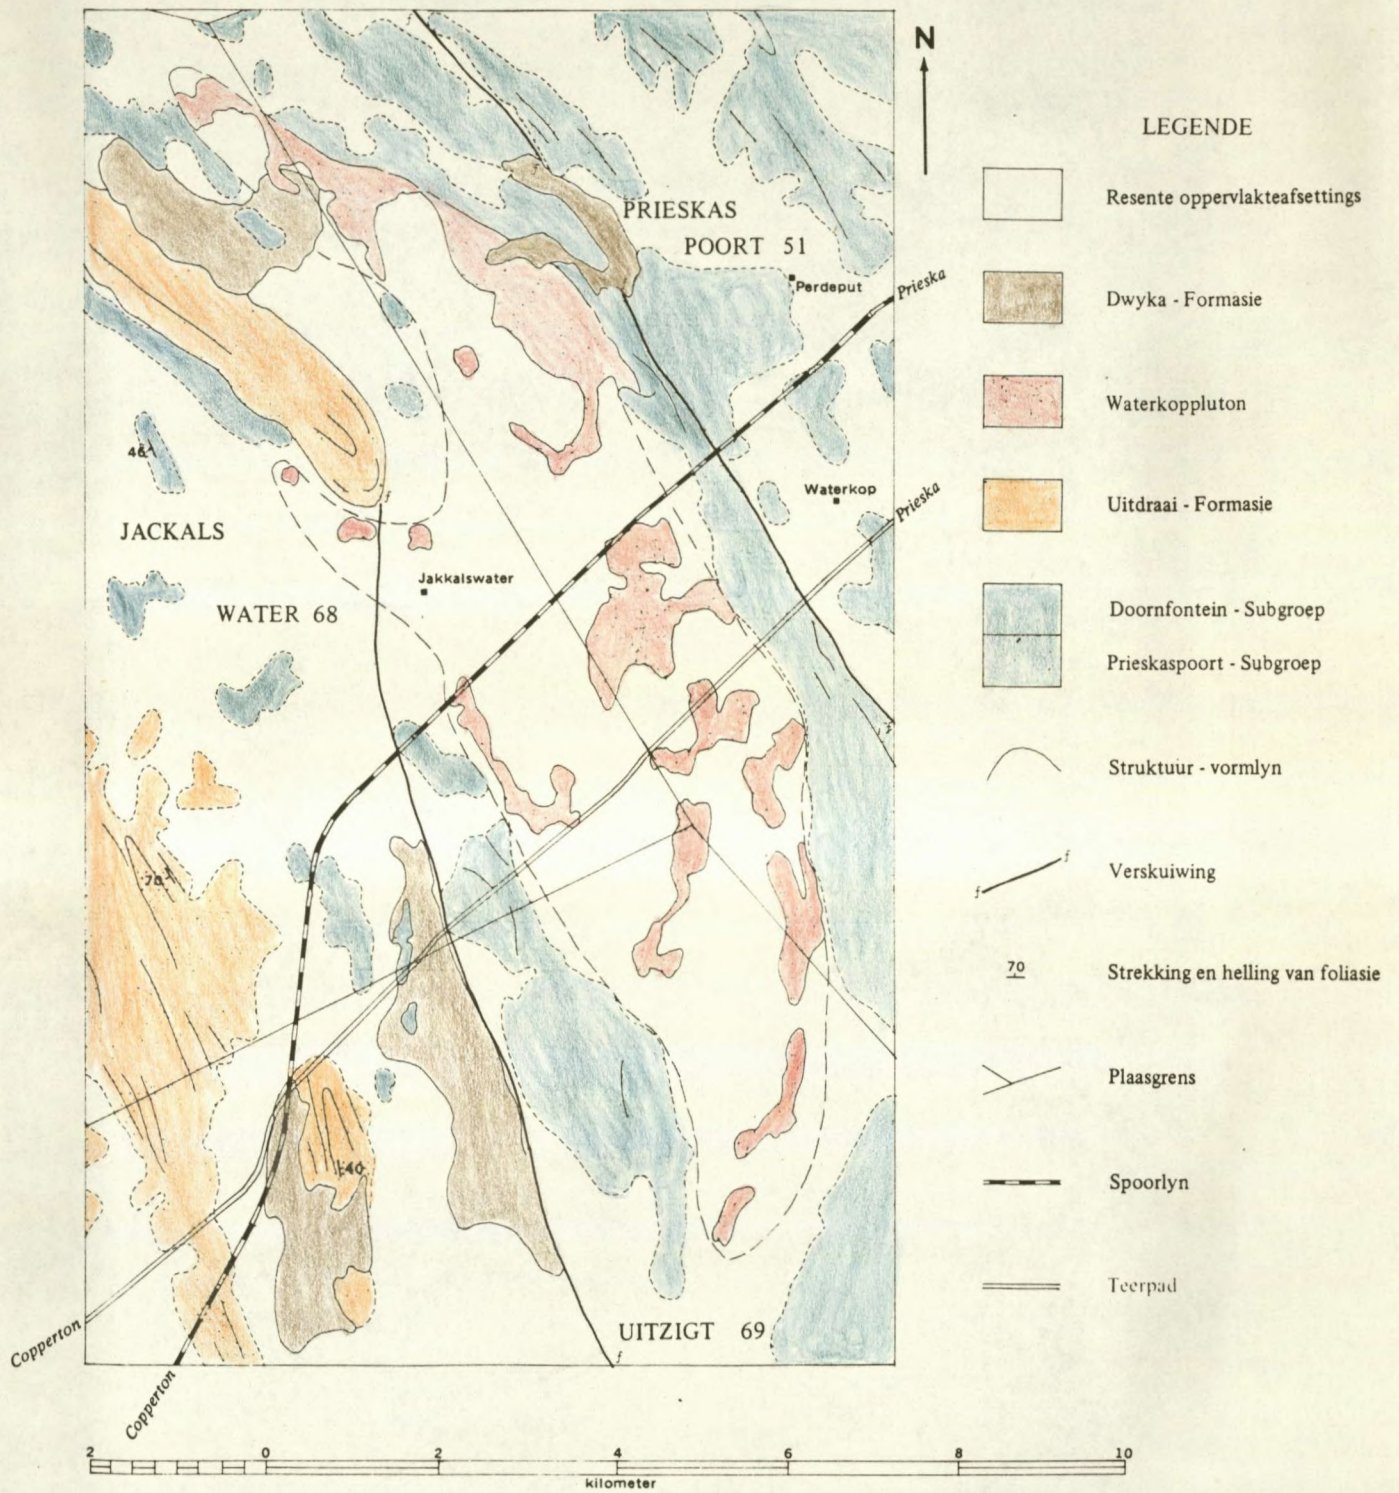 N
PRIESKAS
POORT 51
Perdeput
Prieska
46
Waterkop
Prieska
JACKALS
Jakkalswater
WATER 68
70
40
UITZIGT 69
Copperton
Copperton
f
f
f
f
f
f
LEGENDE
Resente oppervlakteafsettings
Dwyka - Formasie
Waterkoppluton
Uitdraai - Formasie
Doornfontein - Subgroep
Prieskaspoort - Subgroep
Struktuur - vormlyn
f
f
Verskuiwing
70
Strekking en helling van foliasie
Plaasgrens
Spoorlyn
Teerpad
2 0 2 4 6 8 10
kilometer